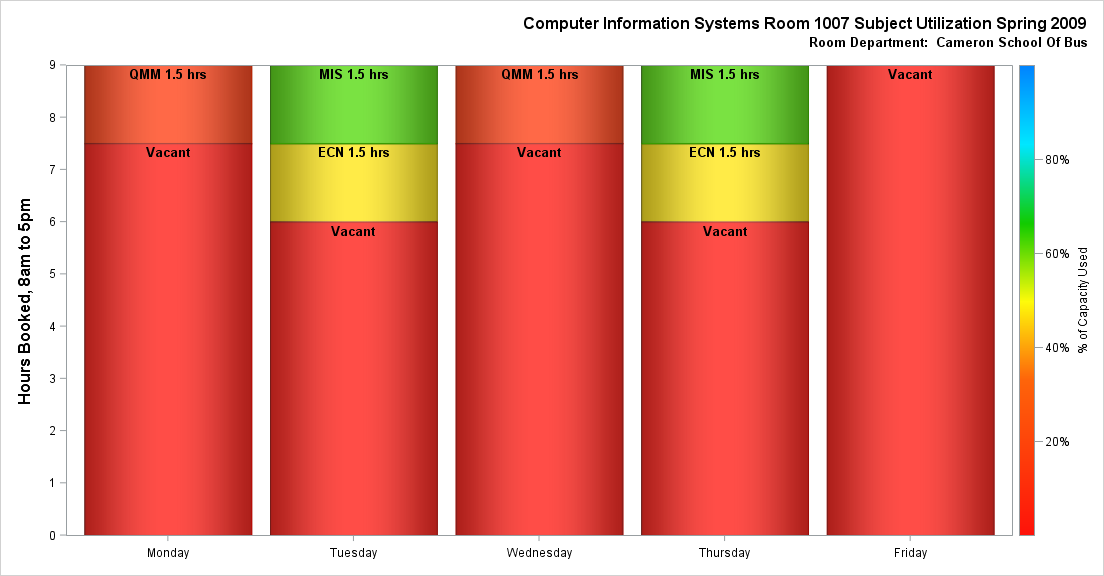 Computer Information Systems Room 1007 Subject Utilization Spring 2009
Room Department: Cameron School Of Bus
Hours Booked, 8am to 5pm
9
8
7
6
5
4
3
2
1
0
QMM 1.5 hrs
Vacant
MIS 1.5 hrs
ECN 1.5 hrs
Vacant
QMM 1.5 hrs
Vacant
MIS 1.5 hrs
ECN 1.5 hrs
Vacant
Vacant
Monday
Tuesday
Wednesday
Thursday
Friday
80%
60%
40%
20%
% of Capacity Used